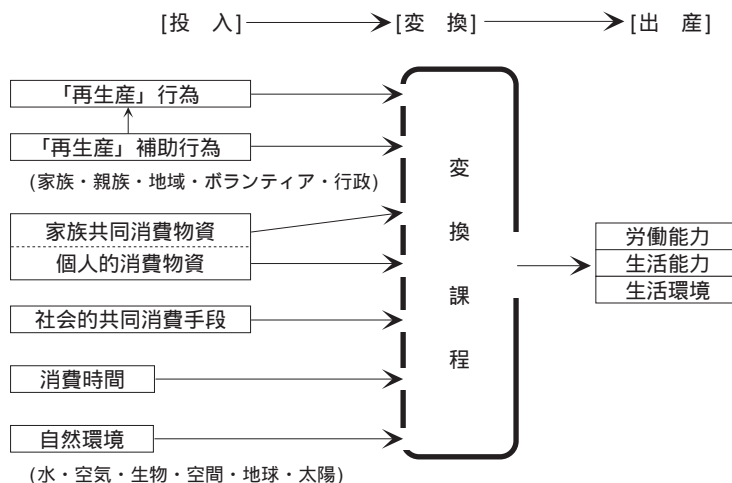 [投 入] [変 換] [出 産]
「再生産」行為
「再生産」補助行為
(家族・親族・地域・ボランティア・行政)
家族共同消費物資
個人的消費物資
社会的共同消費手段
消費時間
自然環境
(水・空気・生物・空間・地球・太陽)
変
換
課
程
労働能力
生活能力
生活環境